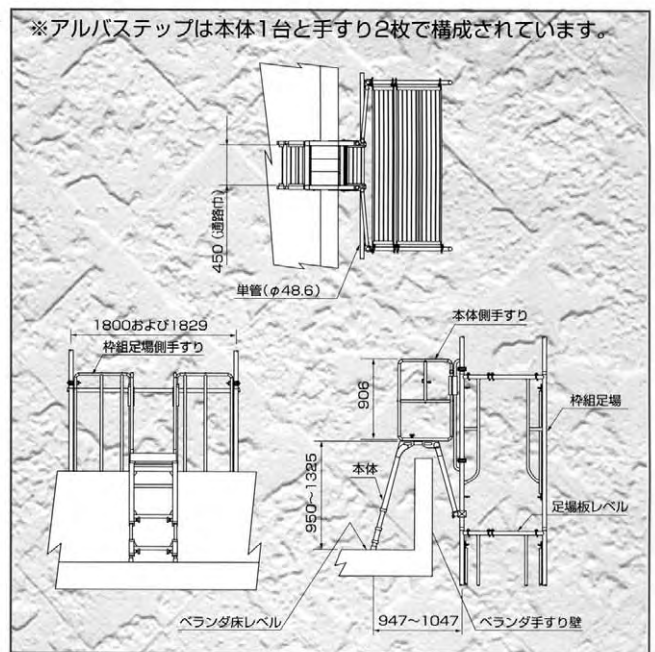 ※アルバステップは本体1台と手すり2枚で構成されています。
450（通路巾）
単管（φ48.6）
1800および1829
枠組足場側手すり
本体側手すり
906
枠組足場
950～1325
本体
足場板レベル
ベランダ床レベル
947～1047
ベランダ手すり壁